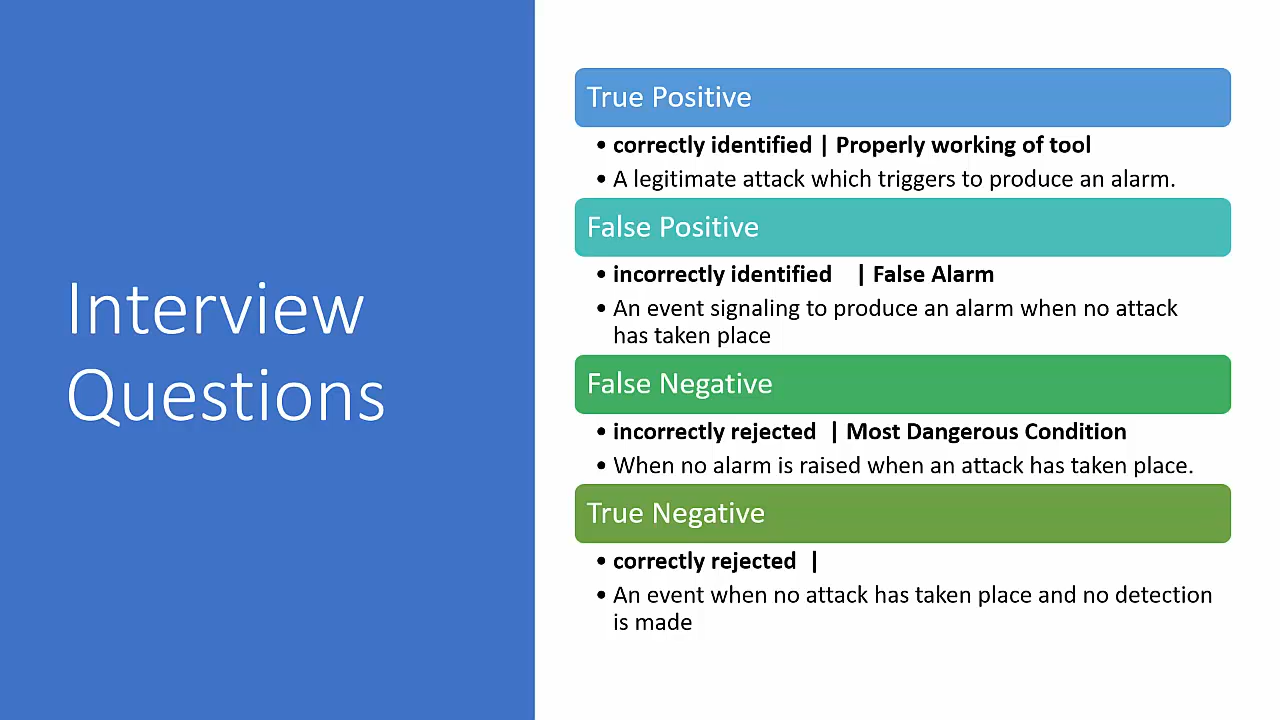 Interview
Questions
True Positive
• correctly identified | Properly working of tool
• A legitimate attack which triggers to produce an alarm.
False Positive
• incorrectly identified | False Alarm
• An event signaling to produce an alarm when no attack
has taken place
False Negative
• incorrectly rejected | Most Dangerous Condition
• When no alarm is raised when an attack has taken place.
True Negative
• correctly rejected |
• An event when no attack has taken place and no detection
is made